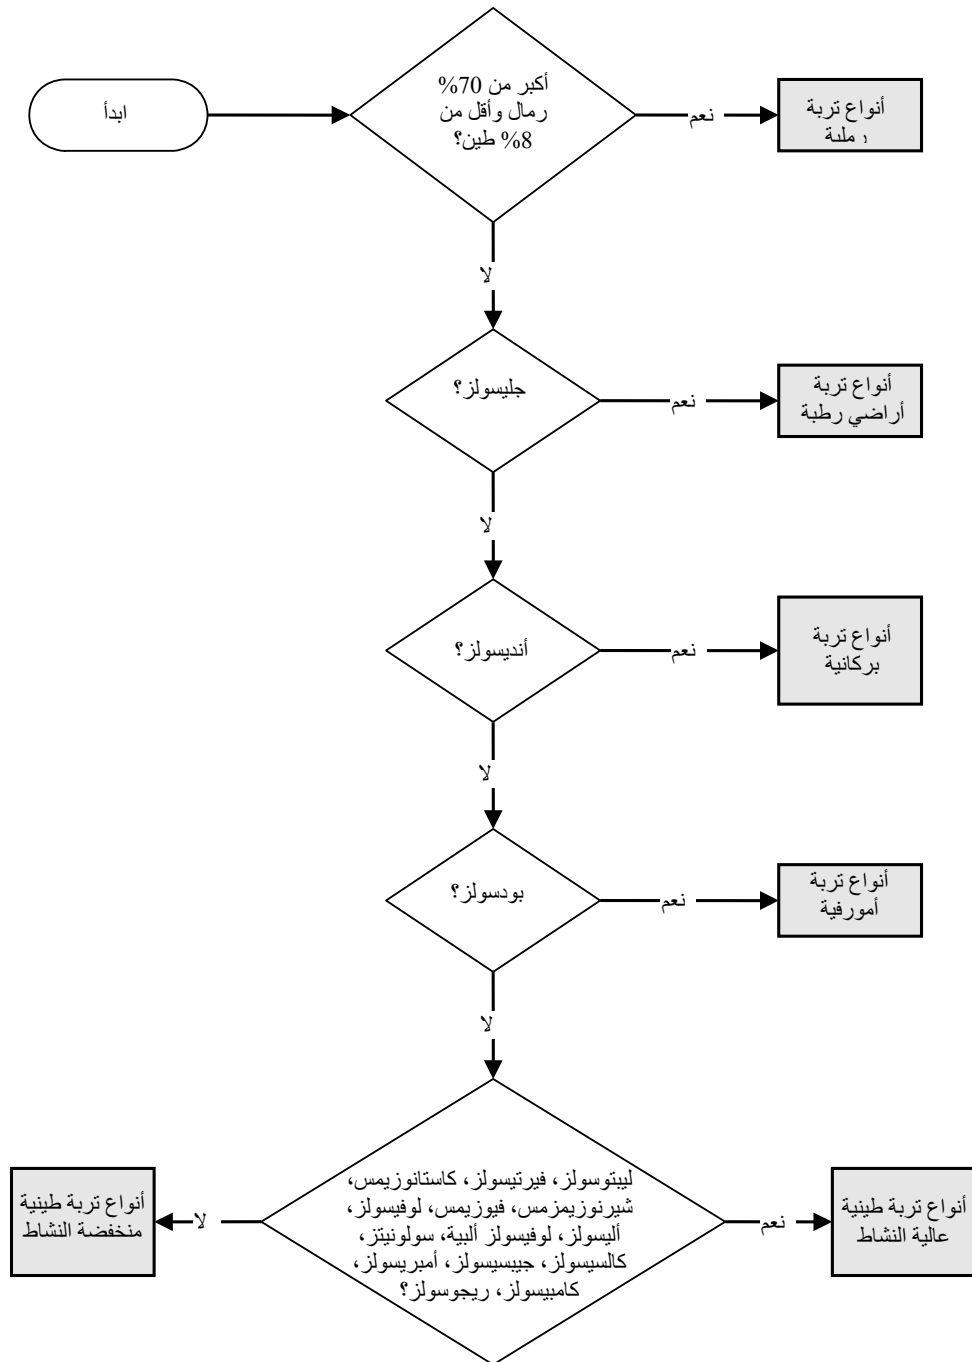 ابدأ
أكبر من 70%
رمال وأقل من
8% طين؟
نعم
أنواع تربة
رملية
لا
جليسولز؟
نعم
أنواع تربة
أراضي رطبة
لا
أنديسولز؟
نعم
أنواع تربة
بركانية
لا
بودسولز؟
نعم
أنواع تربة
أمورفية
لا
ليبتوسولز، فيرتيسولز، كاستانوزيمس،
شيرنوزيمزمس، فيوزيمس، لوفيسولز،
أليسولز، لوفيسولز ألبية، سولونيتز،
كالسيسولز، جيبسيسولز، أمبريسولز،
كامبيسولز، ريجوسولز؟
نعم
أنواع تربة طينية
عالية النشاط
لا
أنواع تربة طينية
منخفضة النشاط